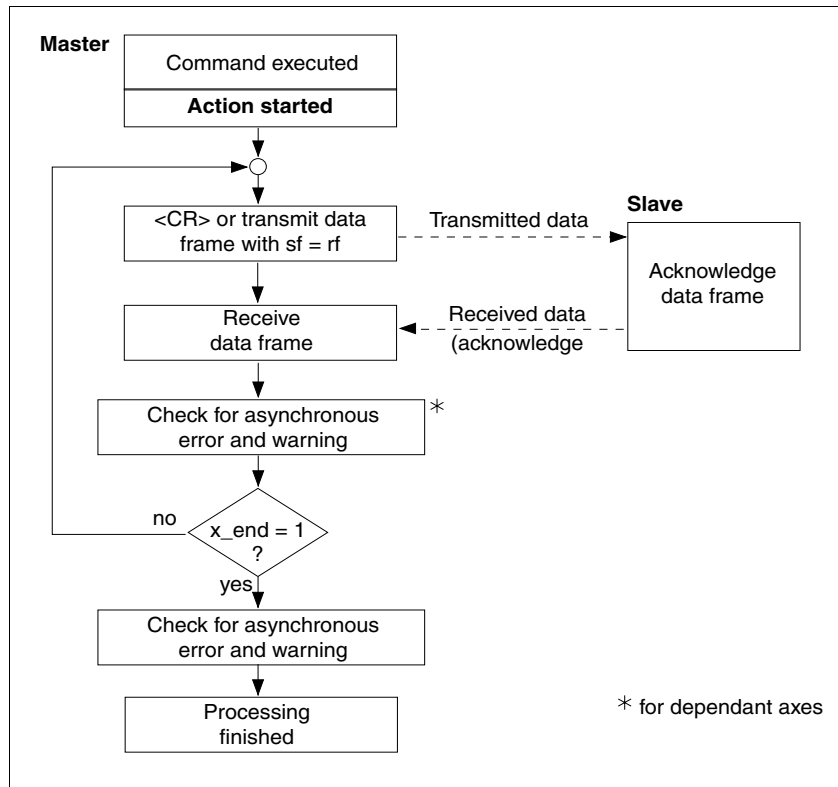 Master
Command executed
Action started
<CR> or transmit data
frame with sf = rf
Transmitted data
Slave
Acknowledge
data frame
Receive
data frame
Received data
(acknowledge
Check for asynchronous
error and warning
*
no
x_end = 1
?
yes
Check for asynchronous
error and warning
Processing
finished
* for dependant axes